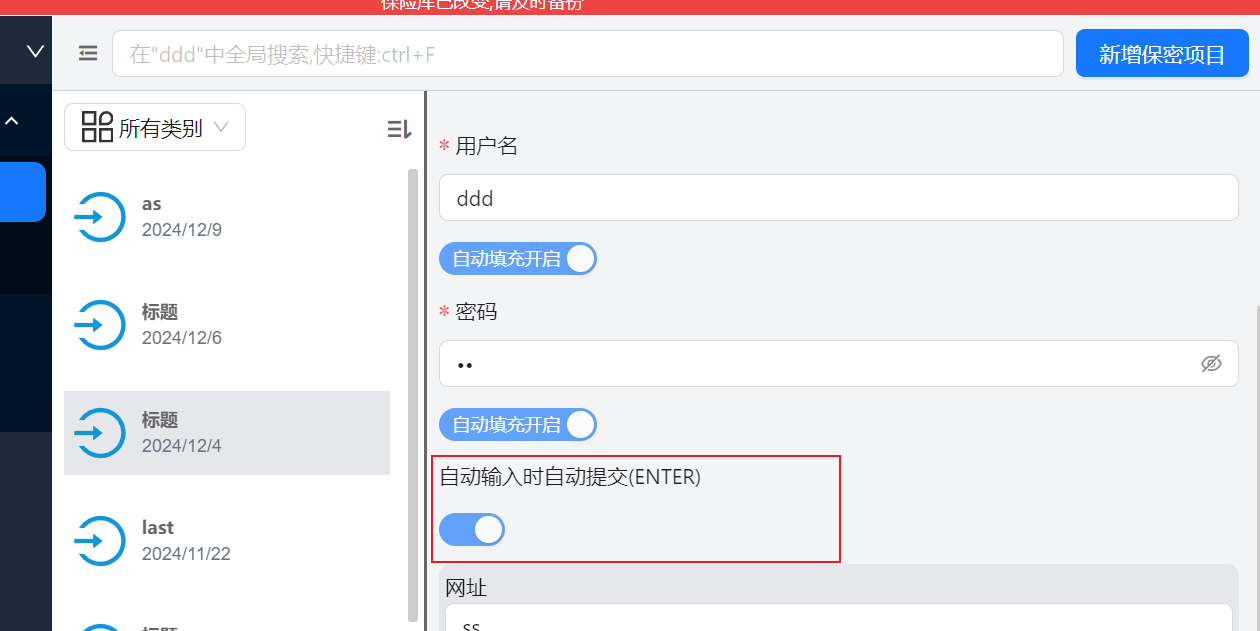 保险库已改变,请及时备份
在"ddd"中全局搜索,快捷键:ctrl+F
新增保密项目
所有类别
as
2024/12/9
标题
2024/12/6
标题
2024/12/4
last
2024/11/22
标题
* 用户名
ddd
自动填充开启
* 密码
••
自动填充开启
自动输入时自动提交(ENTER)
网址
ss